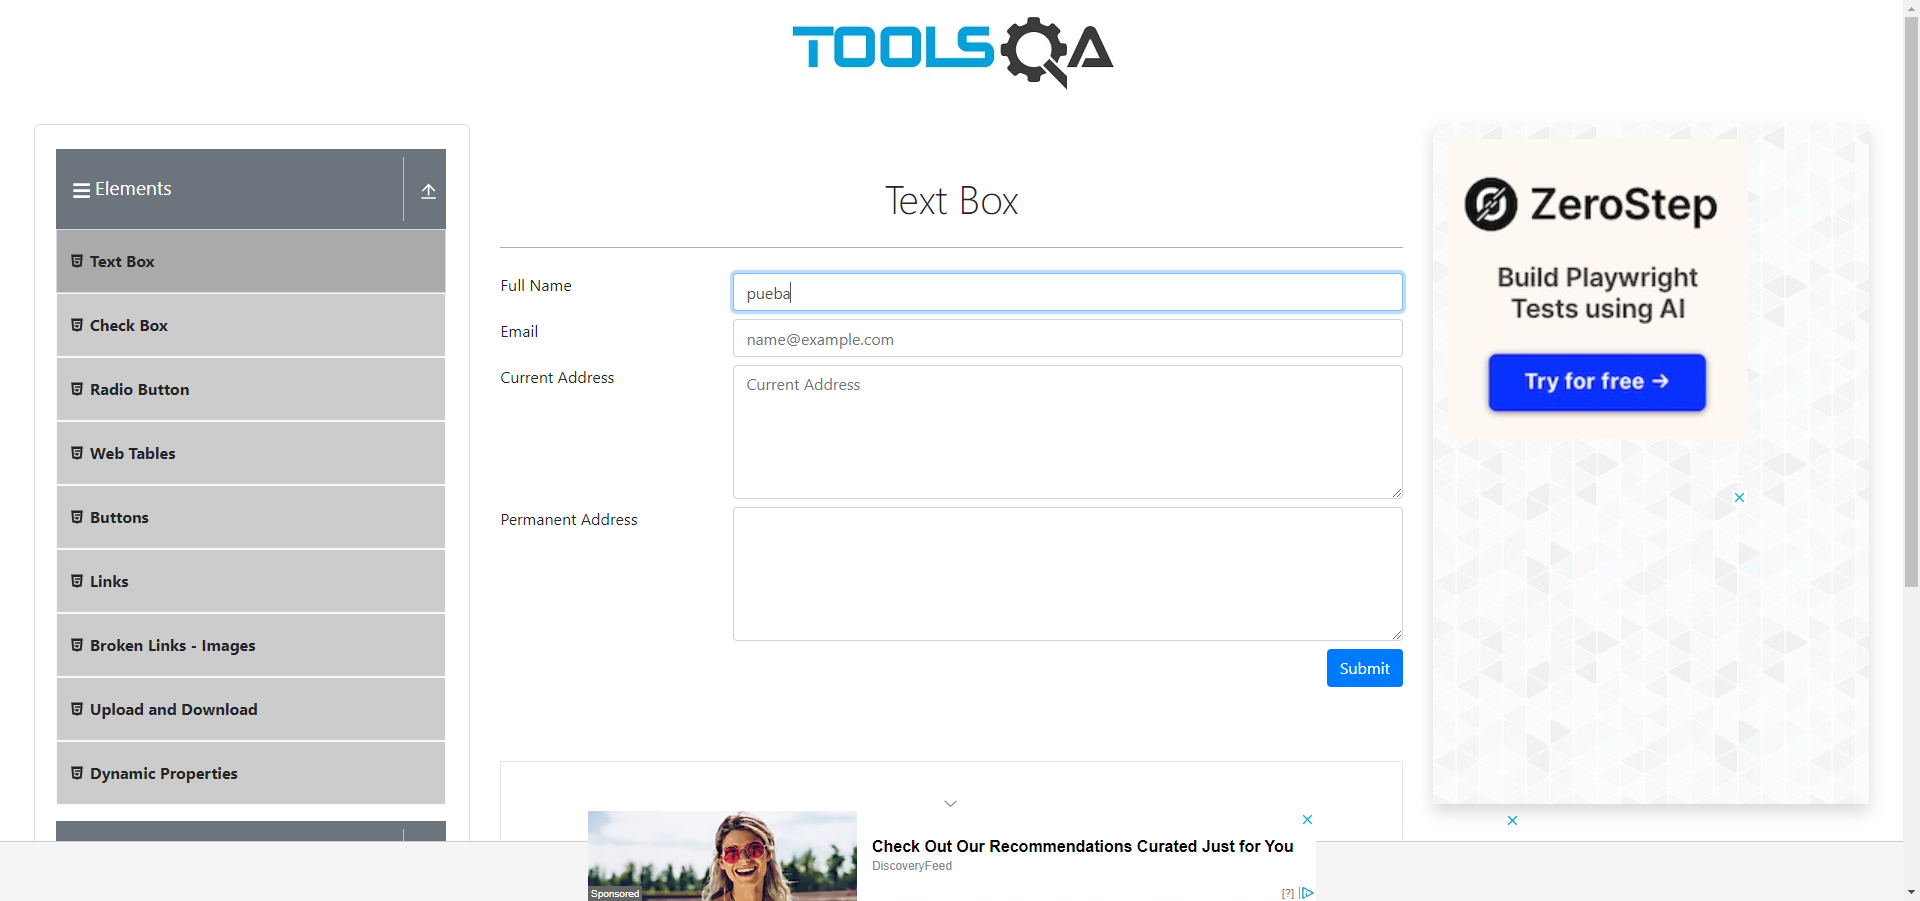 TOOLSQA
Elements
Text Box
Check Box
Radio Button
Web Tables
Buttons
Links
Broken Links - Images
Upload and Download
Dynamic Properties
Text Box
Full Name
pueba
Email
name@example.com
Current Address
Current Address
Permanent Address
Submit
ZeroStep
Build Playwright
Tests using AI
Try for free →
Check Out Our Recommendations Curated Just for You
DiscoveryFeed
Sponsored
[?]